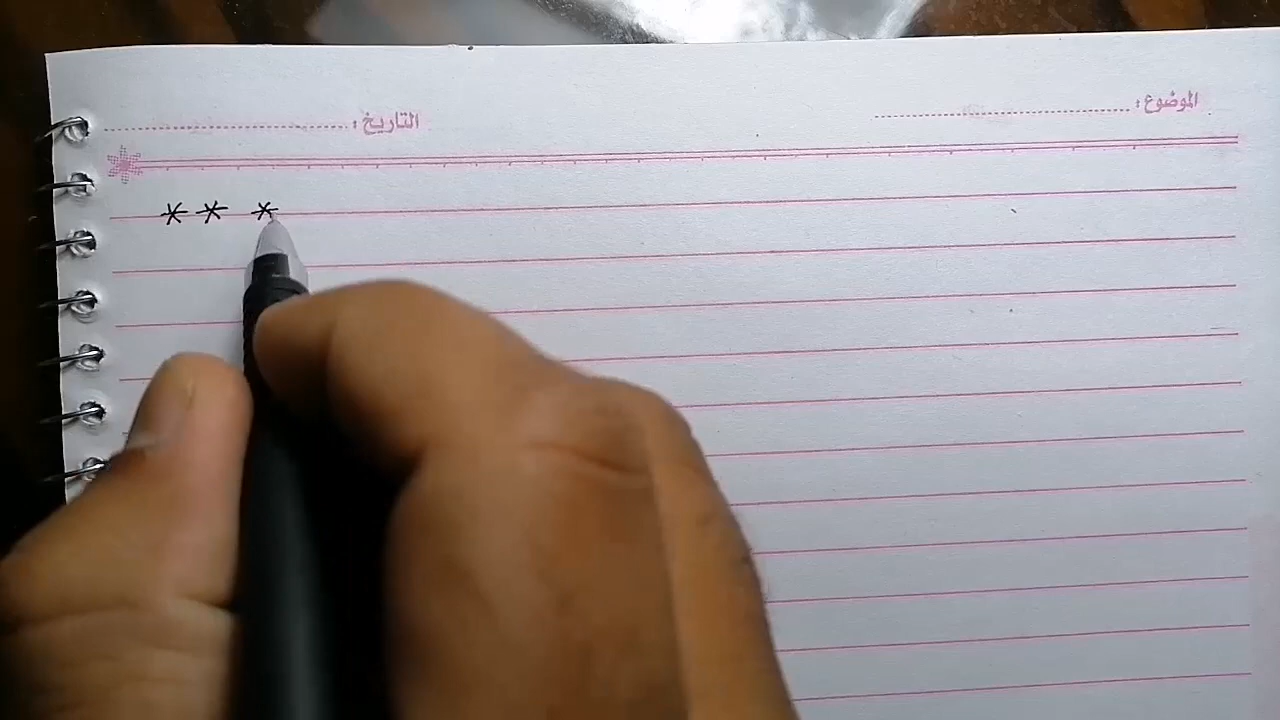 الموضوع : التاريخ :
* * *